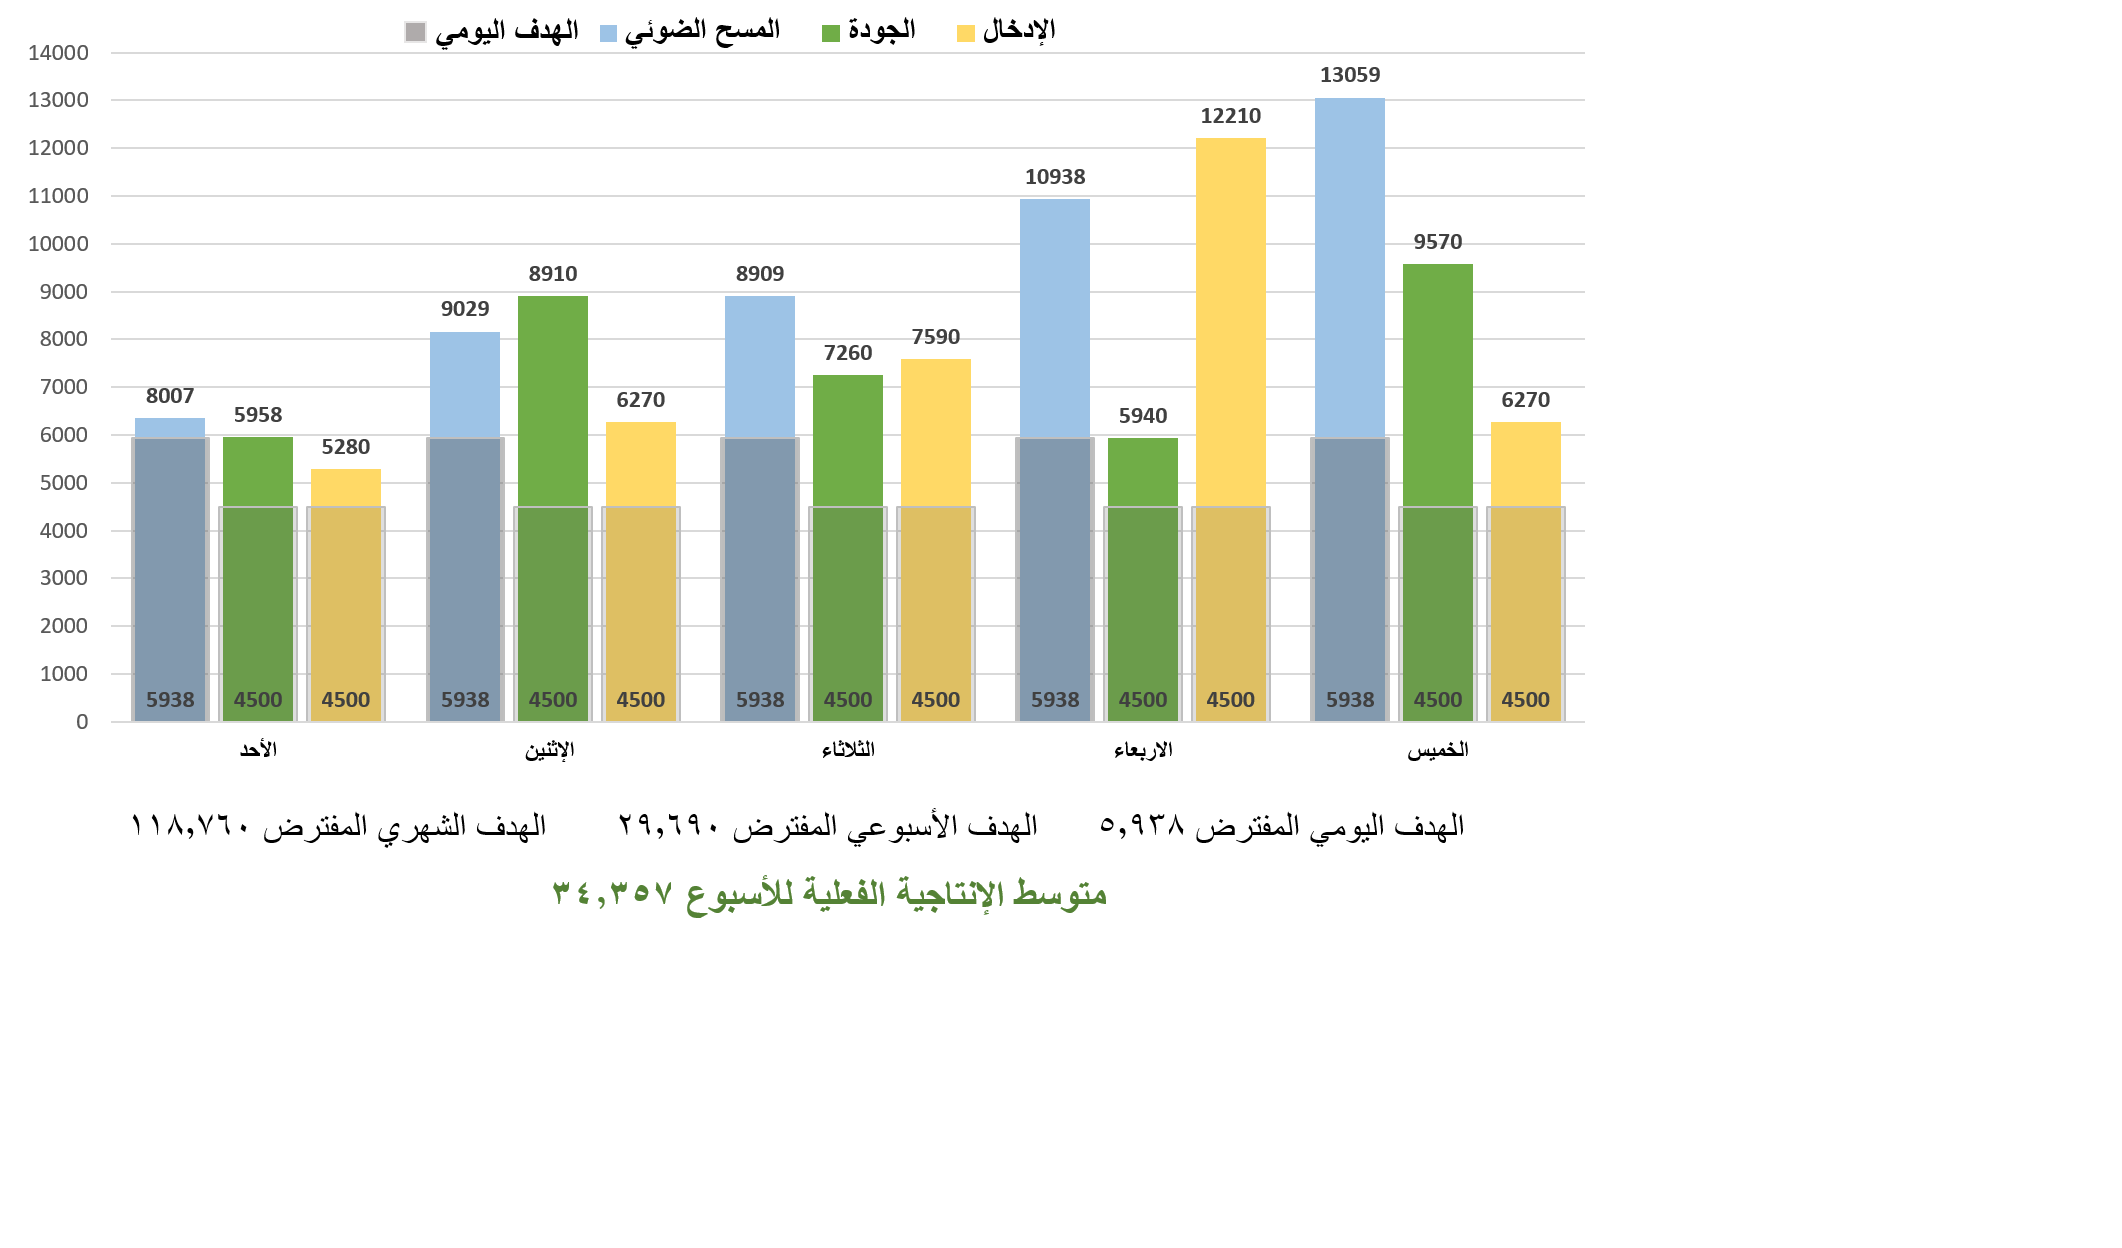 الهدف اليومي المسح الضوئي الجودة الإدخال
14000
13000
12000
11000
10000
9000
8000
7000
6000
5000
4000
3000
2000
1000
0
8007 5958 5280
9029 8910 6270
8909 7260 7590
10938 5940 12210
13059 9570 6270
5938 4500 4500 5938 4500 4500 5938 4500 4500 5938 4500 4500 5938 4500 4500
الأحد الإثنين الثلاثاء الاربعاء الخميس
الهدف اليومي المفترض ٥,٩٣٨ الهدف الأسبوعي المفترض ٢٩,٦٩٠ الهدف الشهري المفترض ١١٨,٧٦٠
متوسط الإنتاجية الفعلية للأسبوع ٣٤,٣٥٧